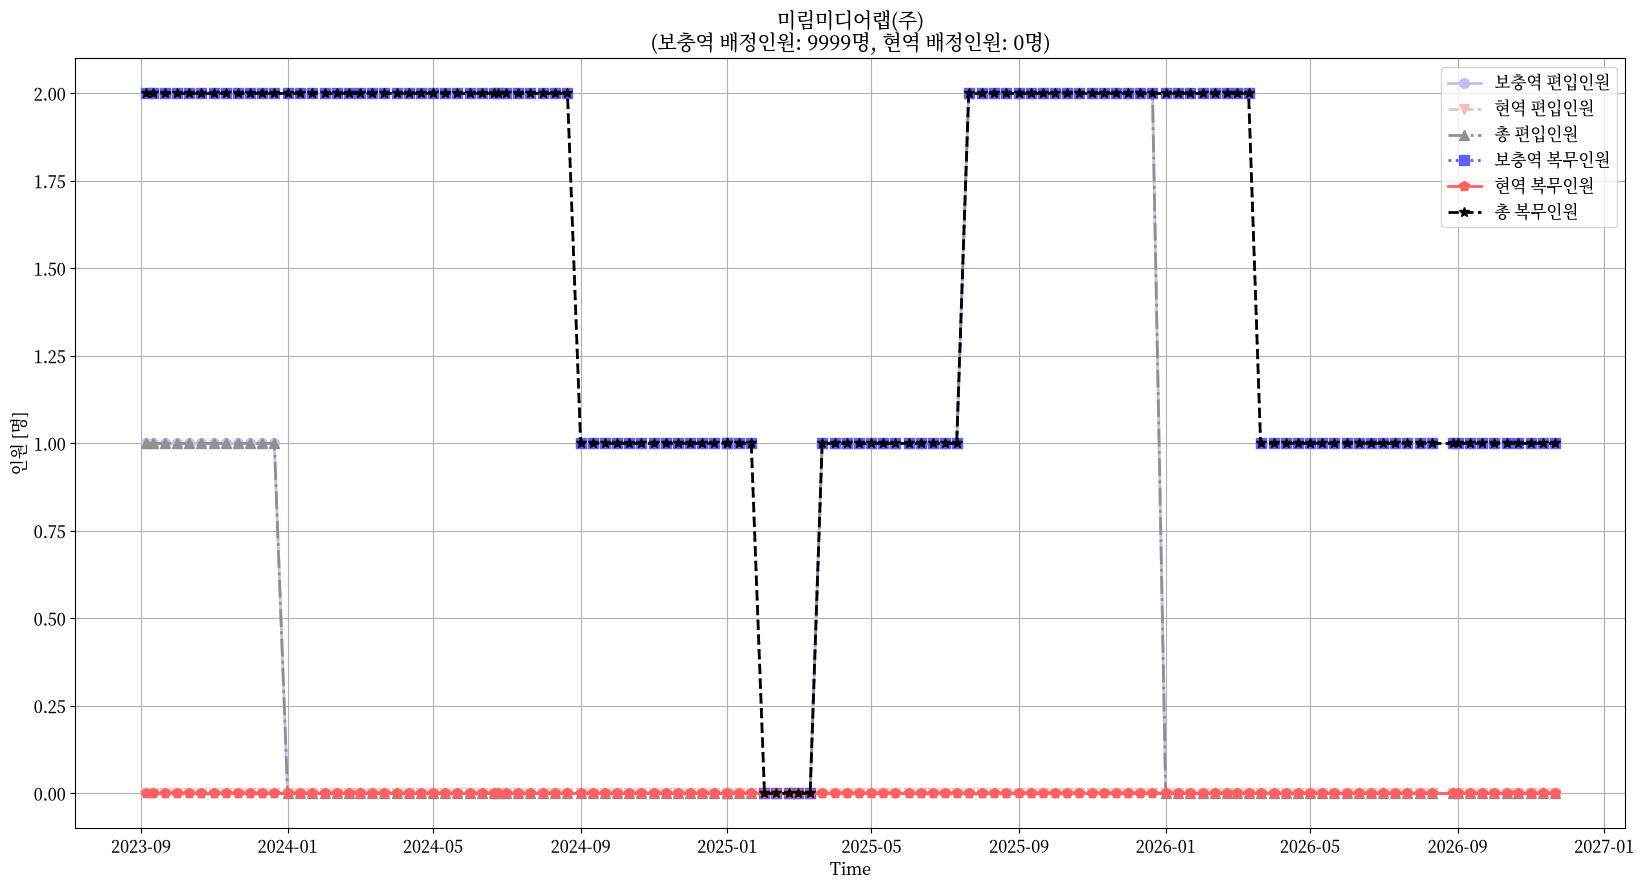 미림미디어랩(주)
(보충역 배정인원: 9999명, 현역 배정인원: 0명)
보충역 편입인원
현역 편입인원
총 편입인원
보충역 복무인원
현역 복무인원
총 복무인원
인원 [명]
2.00
1.75
1.50
1.25
1.00
0.75
0.50
0.25
0.00
2023-09 2024-01 2024-05 2024-09 2025-01 2025-05 2025-09 2026-01 2026-05 2026-09 2027-01
Time